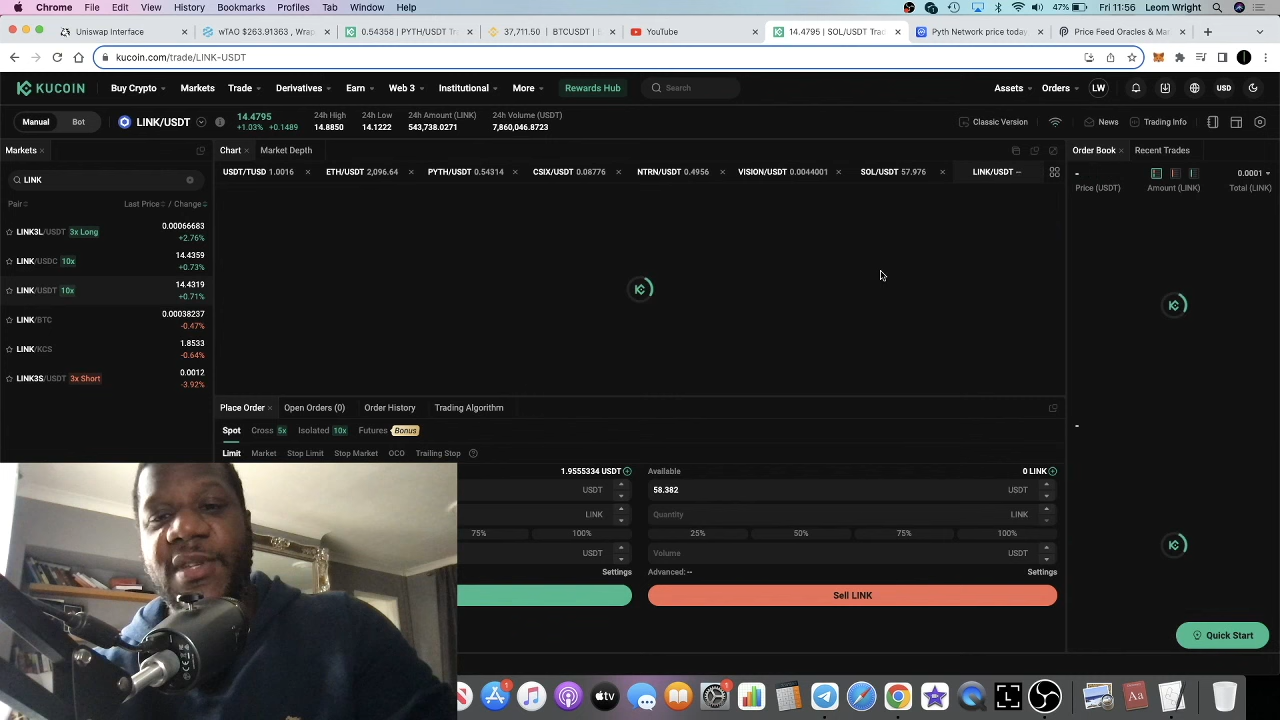 Chrome File Edit View History Bookmarks Profiles Tab Window Help 47% Fri 11:56 Leom Wright
Uniswap Interface
wTAO $263.91363 , Wrap
0.54358 | PYTH/USDT Tr
37,711.50 | BTCUSDT | 
YouTube
14.4795 | SOL/USDT Trad
Pyth Network price today,
Price Feed Oracles & Mar
kucoin.com/trade/LINK-USDT
KUCOIN Buy Crypto Markets Trade Derivatives Earn Web 3 Institutional More Rewards Hub Search Assets LW Orders USD
Manual Bot LINK/USDT 14.4795 24h High 24h Low 24h Amount (LINK) 24h Volume (USDT) Classic Version News Trading Info
+1.03% +0.1489 14.8850 14.1222 543,738.0271 7,860,046.8723
Markets Chart Market Depth Order Book Recent Trades
USDT/TUSD 1.0016 ETH/USDT 2,096.64 PYTH/USDT 0.54314 CSIX/USDT 0.08776 NTRN/USDT 0.4956 VISION/USDT 0.0044001 SOL/USDT 57.976 LINK/USDT --
LINK
- 0.0001
Price (USDT) Amount (LINK) Total (LINK)
Pair Last Price / Change
LINK3L/USDT 3x Long 0.00066683
+2.76%
LINK/USDC 10x 14.4359
+0.73%
LINK/USDT 10x 14.4319
+0.71%
LINK/BTC 0.00038237
-0.47%
LINK/KCS 1.8533
-0.64%
LINK3S/USDT 3x Short 0.0012
-3.92%
Place Order Open Orders (0) Order History Trading Algorithm
Spot Cross 5x Isolated 10x Futures Bonus
-
Limit Market Stop Limit Stop Market OCO Trailing Stop
1.9555334 USDT Available 0 LINK
USDT 58.382 USDT
LINK Quantity LINK
75% 100% 25% 50% 75% 100%
USDT Volume USDT
Settings Advanced: -- Settings
Sell LINK
Quick Start